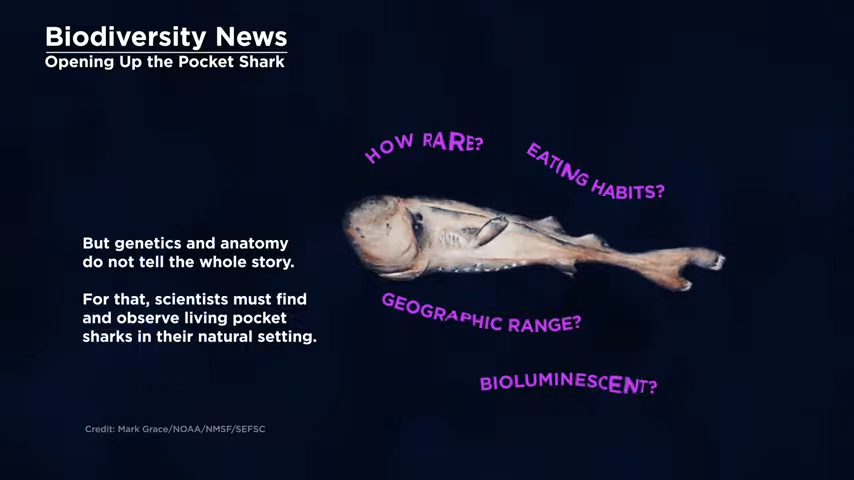 Biodiversity News
Opening Up the Pocket Shark
HOW RARE?
EATING HABITS?
But genetics and anatomy
do not tell the whole story.
For that, scientists must find
and observe living pocket
sharks in their natural setting.
GEOGRAPHIC RANGE?
BIOLUMINESCENT?
Credit: Mark Grace/NOAA/NMSF/SEFSC